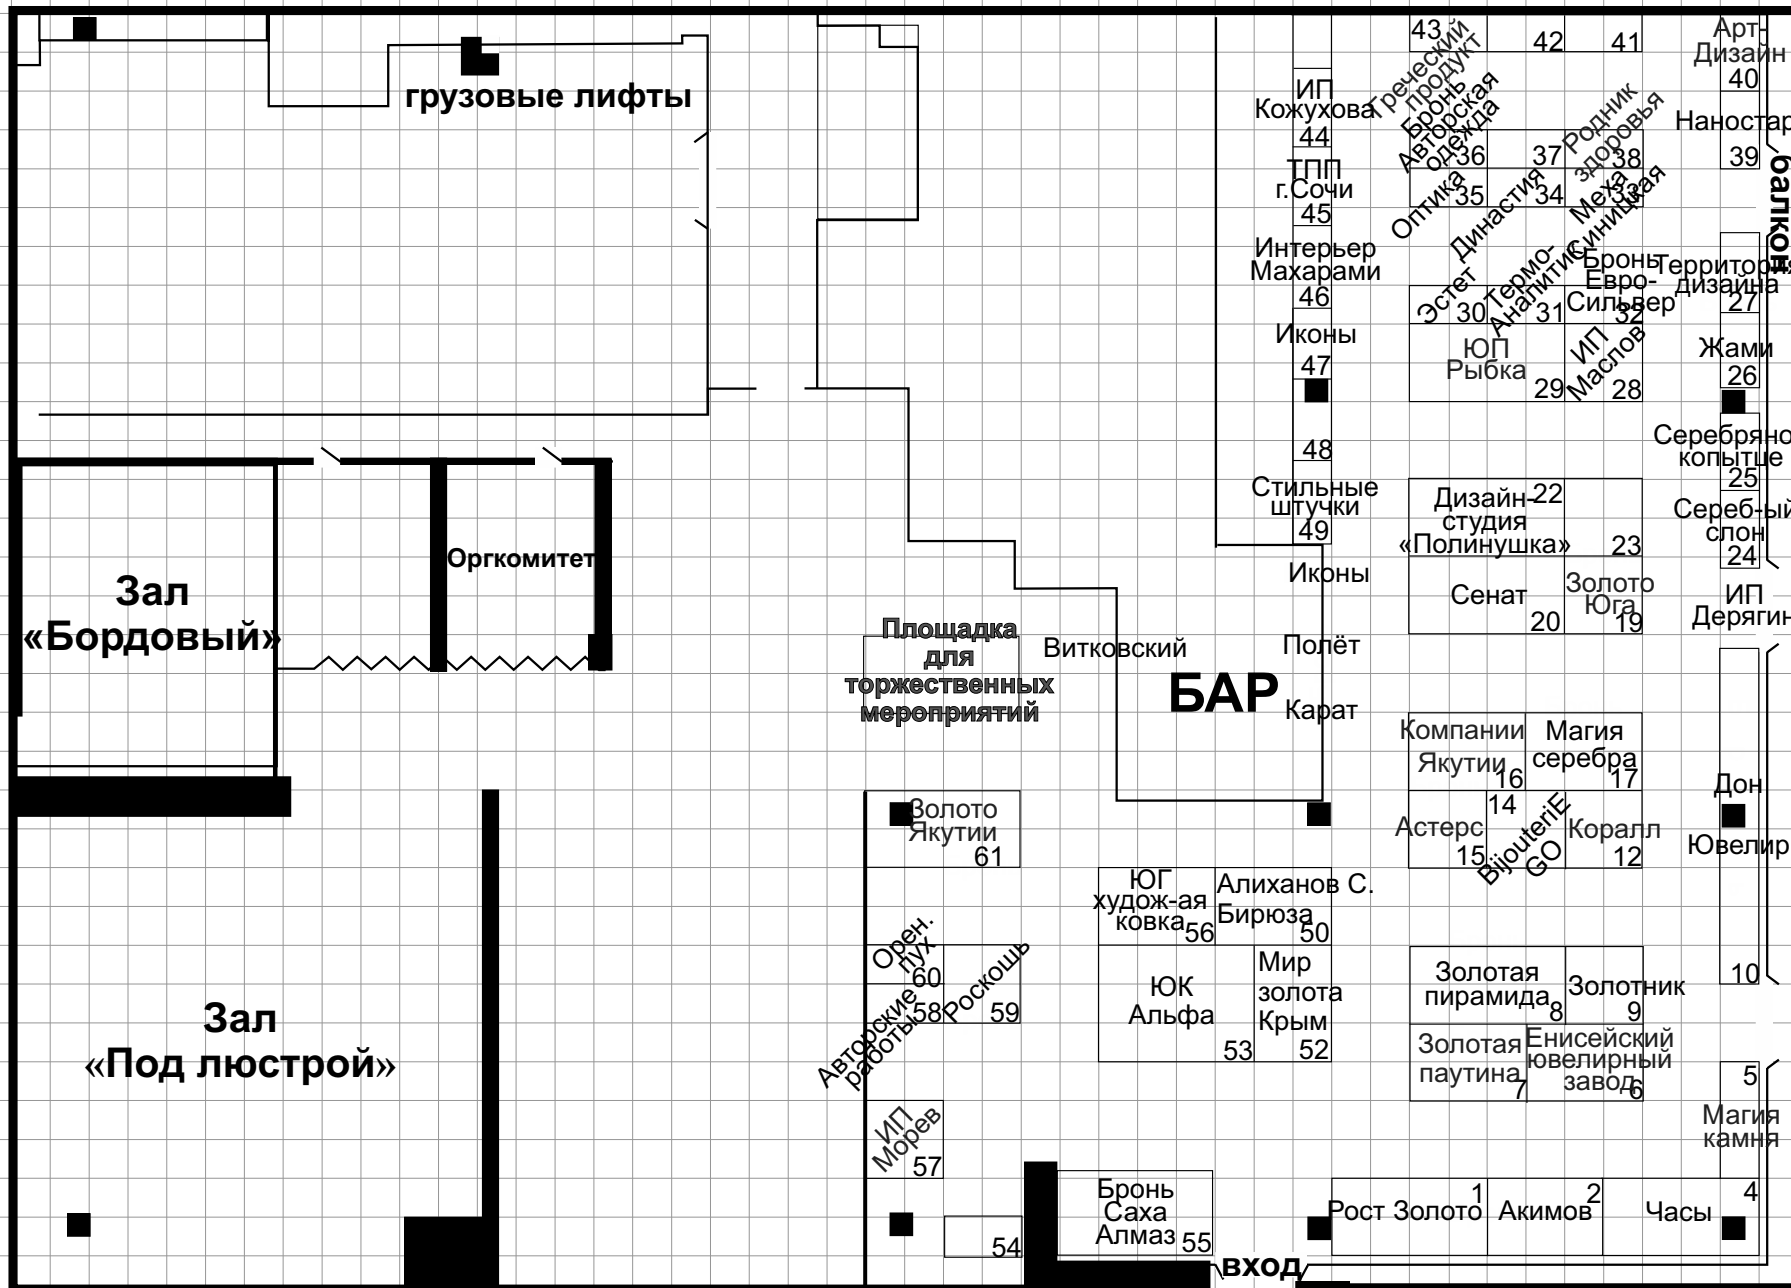 грузовые лифты
43
Греческий
продукт
42
41
Арт-
Дизайн
40
ИП
Кожухова
44
Бронь
Авторская
одежда
36
37
Родник
здоровья
38
Наностар
39
балкон
ТПП
г.Сочи
45
Оптика
35
Династия
34
Меха
Синицкая
33
Интерьер
Махарами
46
Эстет
30
Термо-
Аналитик
31
Бронь
Евро-
Сильвер
32
Территория
дизайна
27
Иконы
47
ЮП
Рыбка
29
ИП
Маслов
28
Жами
26
48
Серебряно
копытце
25
Стильные
штучки
49
Дизайн-
студия
«Полинушка»
22
23
Сереб-ый
слон
24
Оргкомитет
Зал
«Бордовый»
Иконы
Сенат
20
Золото
Юга
19
ИП
Дерягин
Площадка
для
торжественных
мероприятий
Витковский
Полёт
БАР
Карат
Компании
Якутии
16
Магия
серебра
17
Дон
Золото
Якутии
61
Астерс
15
14
BijouteriE
GO
Коралл
12
Ювелир
ЮГ
худож-ая
ковка
56
Алиханов С.
Бирюза
50
Орен.
пух
60
Роскошь
59
Авторские
работы
58
ЮК
Альфа
53
Мир
золота
Крым
52
Золотая
пирамида
8
Золотник
9
10
Зал
«Под люстрой»
Золотая
паутина
7
Енисейский
ювелирный
завод
6
5
Магия
камня
ИП
Морев
57
Бронь
Саха
Алмаз
55
54
1
Рост Золото
2
Акимов
4
Часы
вход